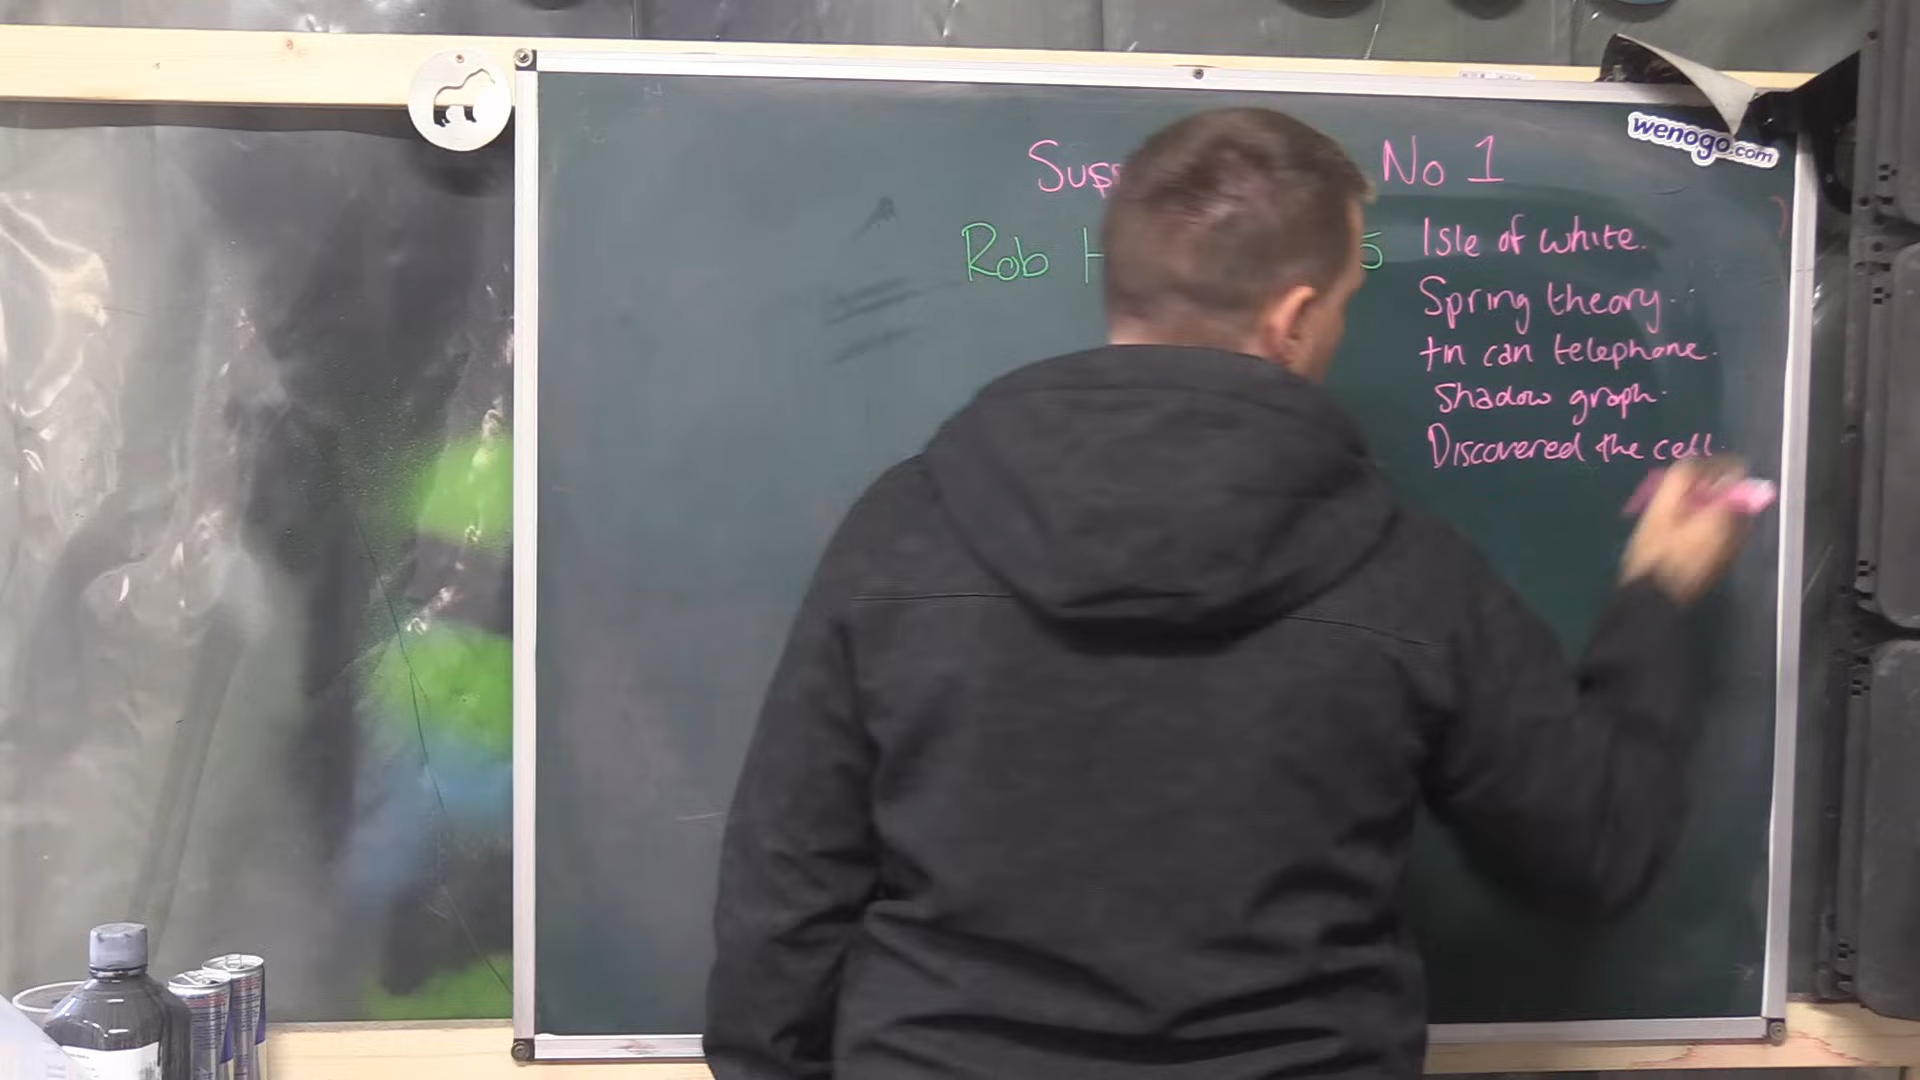 No 1
wenogo.com
Rob
Isle of white.
Spring theory.
tin can telephone.
Shadow graph.
Discovered the cell.